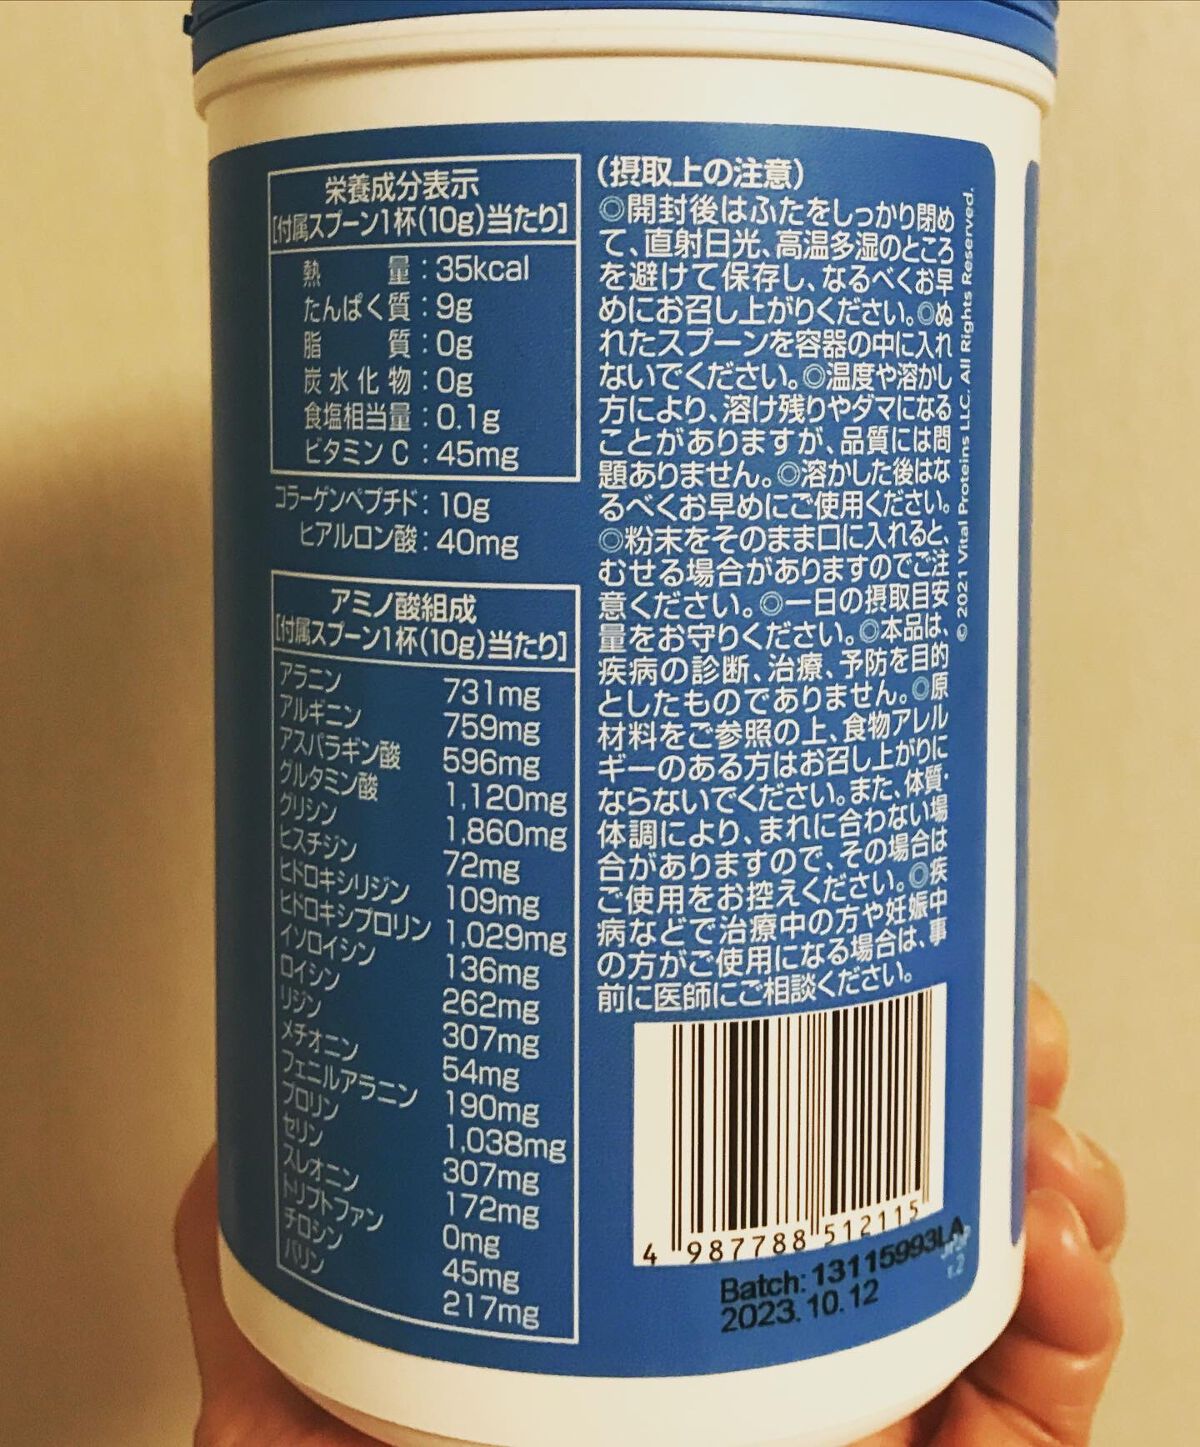 栄養成分表示
[付属スプーン1杯(10g)当たり]
熱量:35kcal
たんぱく質:9g
脂質:0g
炭水化物:0g
食塩相当量:0.1g
ビタミンC:45mg
コラーゲンペプチド:10g
ヒアルロン酸:40mg
アミノ酸組成
[付属スプーン1杯(10g)当たり]
アラニン 731mg
アルギニン 759mg
アスパラギン酸 596mg
グルタミン酸 1,120mg
グリシン 1,860mg
ヒスチジン 72mg
ヒドロキシリジン 109mg
ヒドロキシプロリン 1,029mg
イソロイシン 136mg
ロイシン 262mg
リジン 307mg
メチオニン 54mg
フェニルアラニン 190mg
プロリン 1,038mg
セリン 307mg
スレオニン 172mg
トリプトファン 0mg
チロシン 45mg
バリン 217mg
(摂取上の注意)
◎開封後はふたをしっかり閉め
て、直射日光、高温多湿のところ
を避けて保存し、なるべくお早
めにお召し上がりください。◎ぬ
れたスプーンを容器の中に入れ
ないでください。◎温度や溶かし
方により、溶け残りやダマになる
ことがありますが、品質には問
題ありません。◎溶かした後はな
るべくお早めにご使用ください。
◎粉末をそのまま口に入れると、
むせる場合がありますのでご注
意ください。◎一日の摂取目安
量をお守りください。◎本品は、
疾病の診断、治療、予防を目的
としたものでありません。◎原
材料をご参照の上、食物アレル
ギーのある方はお召し上がりに
ならないでください。また、体質・
体調により、まれに合わない場
合がありますので、その場合は
ご使用をお控えください。◎疾
病などで治療中の方や妊娠中
の方がご使用になる場合は、事
前に医師にご相談ください。
© 2021 Vital Proteins LLC. All Rights Reserved.
4 987788 512115
Batch: 13115993LA
2023. 10. 12